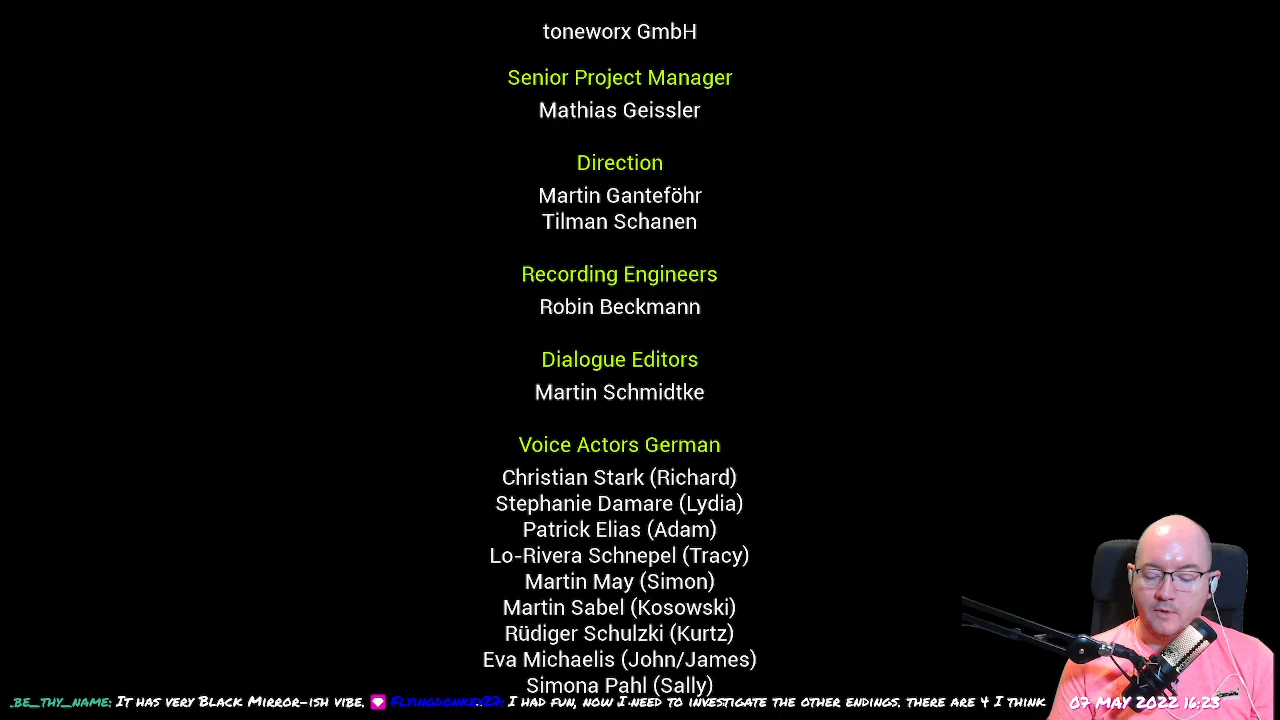 toneworx GmbH
Senior Project Manager
Mathias Geissler
Direction
Martin Ganteföhr
Tilman Schanen
Recording Engineers
Robin Beckmann
Dialogue Editors
Martin Schmidtke
Voice Actors German
Christian Stark (Richard)
Stephanie Damare (Lydia)
Patrick Elias (Adam)
Lo-Rivera Schnepel (Tracy)
Martin May (Simon)
Martin Sabel (Kosowski)
Rüdiger Schulzki (Kurtz)
Eva Michaelis (John/James)
Simona Pahl (Sally)
_BE_THY_NAME: It has very Black Mirror-ish vibe. Flyingdonkey27: I had fun, now I need to investigate the other endings. there are 4 I think
07 MAY 2022 16:23